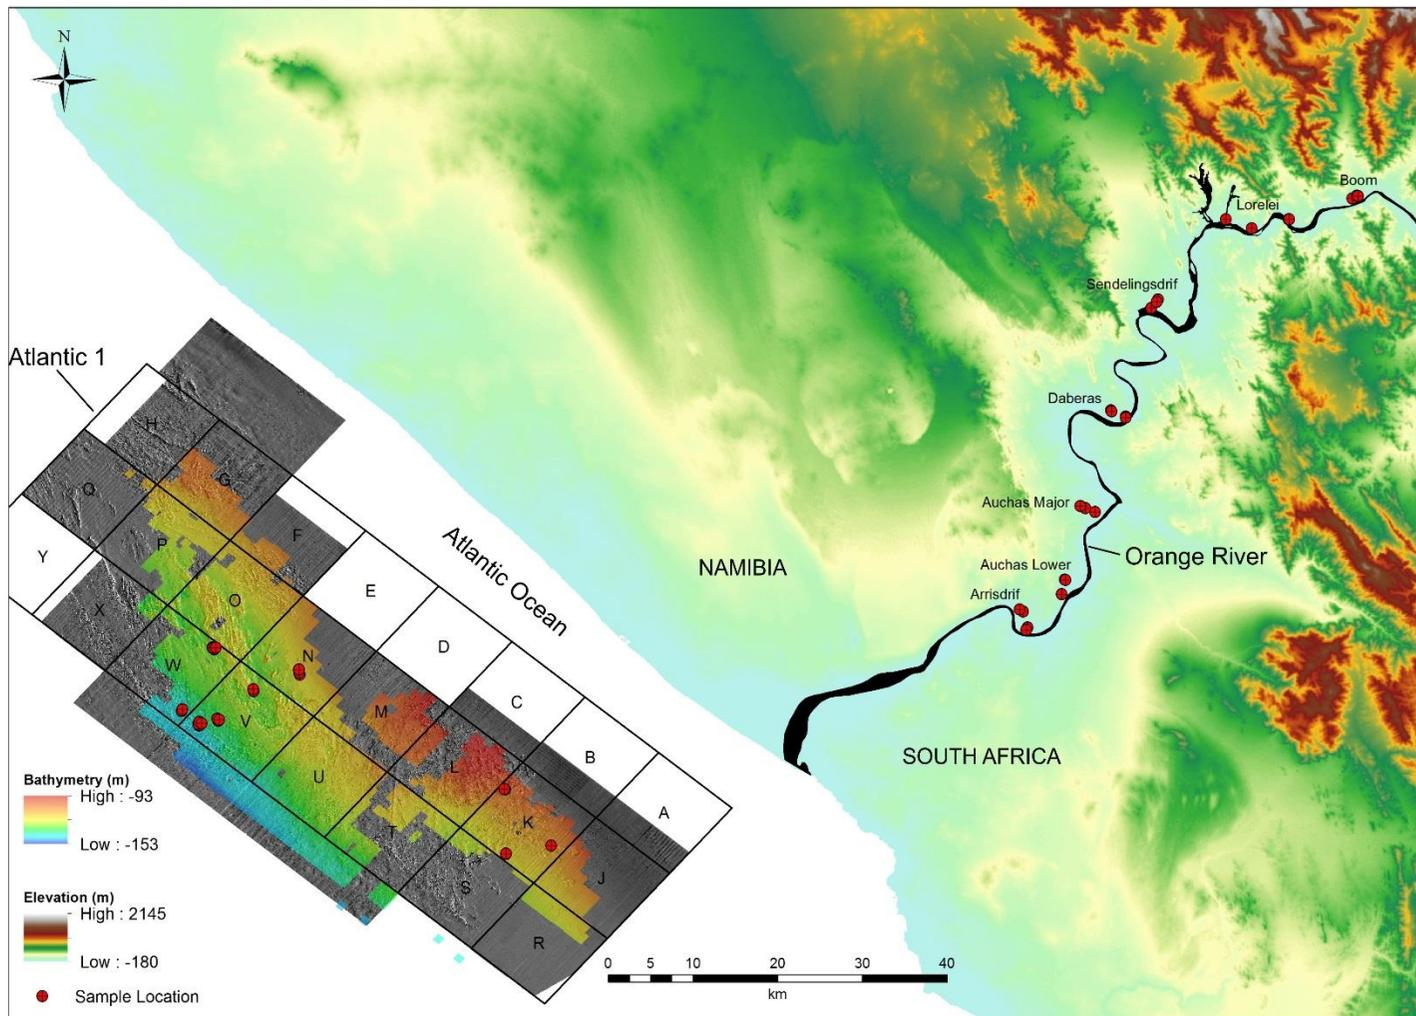 N
Boom
Lorelei
Sendelingsdrif
Atlantic 1
Daberas
H
Q
G
Auchas Major
F
P
Y
Atlantic Ocean
NAMIBIA
Orange River
E
Auchas Lower
X
O
Arrisdrif
D
N
W
C
M
V
B
SOUTH AFRICA
L
U
A
Bathymetry (m)
High : -93
K
T
Low : -153
J
S
Elevation (m)
High : 2145
R
Low : -180
0 5 10 20 30 40
km
Sample Location